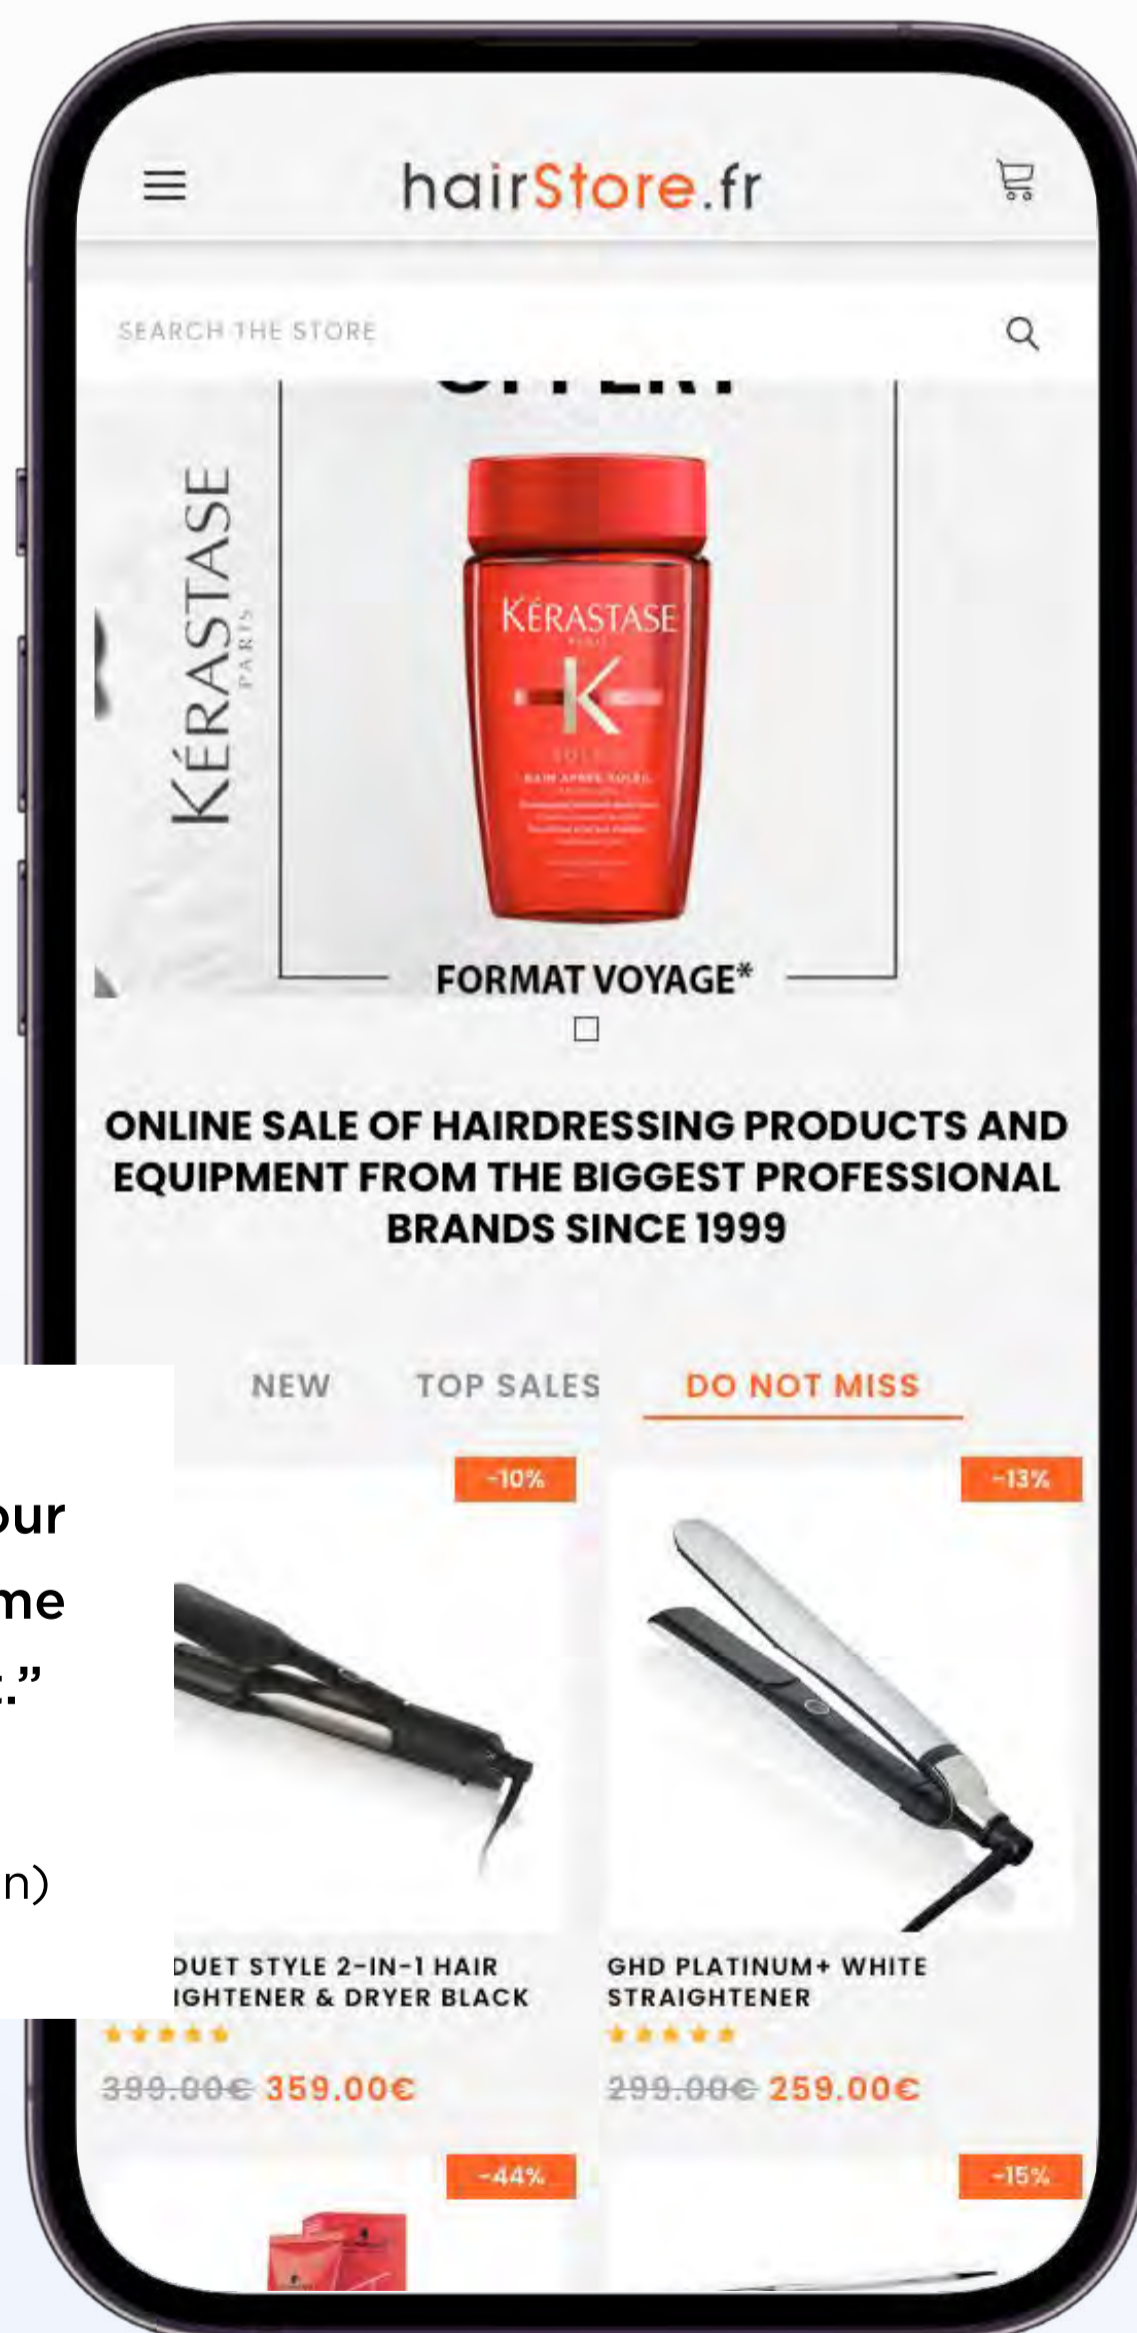 hairStore.fr
SEARCH THE STORE
KÉRASTASE
PARIS
KÉRASTASE
K
BAIN APRÈS-SOLEIL
FORMAT VOYAGE*
ONLINE SALE OF HAIRDRESSING PRODUCTS AND
EQUIPMENT FROM THE BIGGEST PROFESSIONAL
BRANDS SINCE 1999
NEW TOP SALES DO NOT MISS
-10% -13%
DUET STYLE 2-IN-1 HAIR
IGHTENER & DRYER BLACK
399.00€ 359.00€
GHD PLATINUM+ WHITE
STRAIGHTENER
299.00€ 259.00€
-44% -15%
our
me
.”
n)